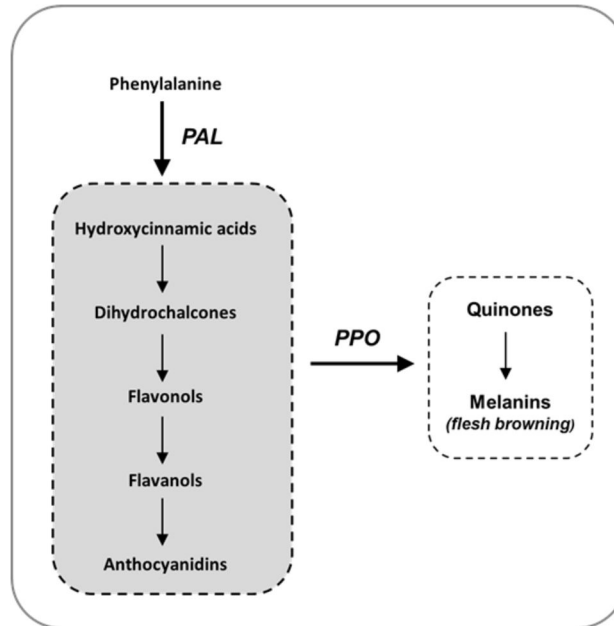 Phenylalanine
PAL
Hydroxycinnamic acids
Dihydrochalcones
Flavonols
Flavanols
Anthocyanidins
PPO
Quinones
Melanins
(flesh browning)